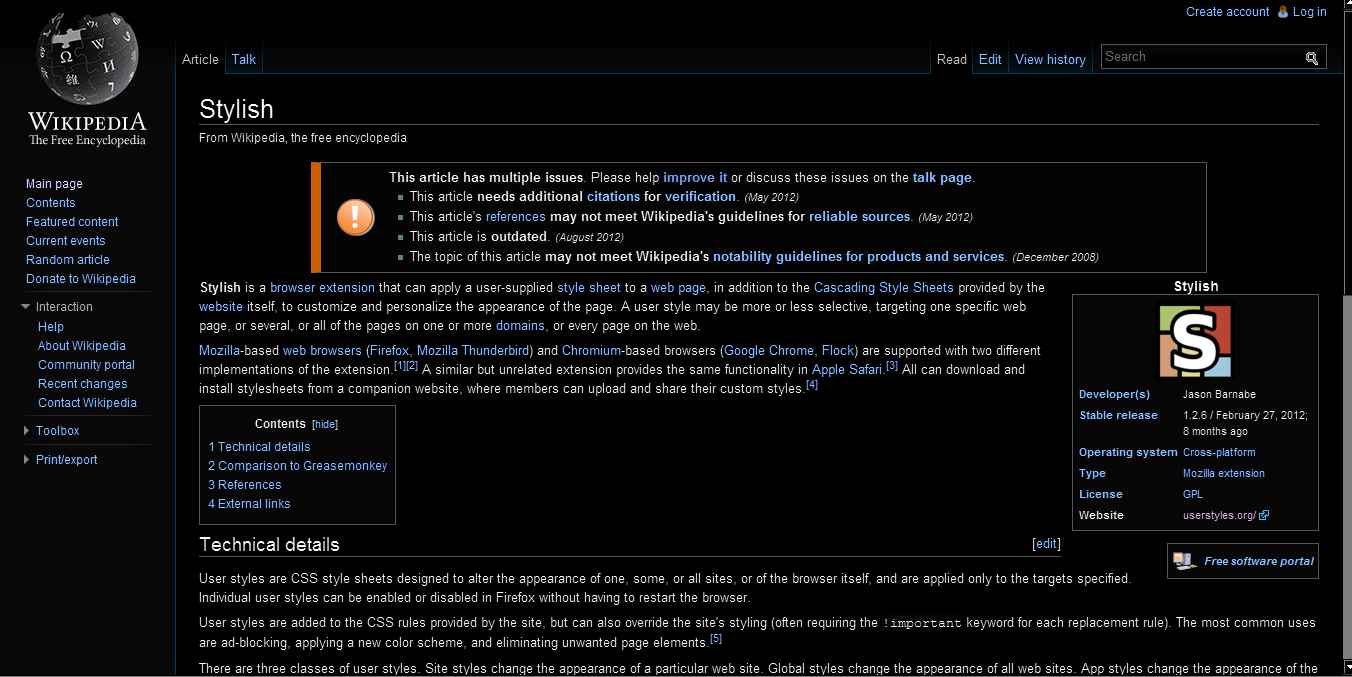 Create account Log in
Article Talk Read Edit View history Search
WIKIPEDIA
The Free Encyclopedia
Main page
Contents
Featured content
Current events
Random article
Donate to Wikipedia
Interaction
Help
About Wikipedia
Community portal
Recent changes
Contact Wikipedia
Toolbox
Print/export
Stylish
From Wikipedia, the free encyclopedia
This article has multiple issues. Please help improve it or discuss these issues on the talk page.
This article needs additional citations for verification. (May 2012)
This article's references may not meet Wikipedia's guidelines for reliable sources. (May 2012)
This article is outdated. (August 2012)
The topic of this article may not meet Wikipedia's notability guidelines for products and services. (December 2008)
Stylish is a browser extension that can apply a user-supplied style sheet to a web page, in addition to the Cascading Style Sheets provided by the
website itself, to customize and personalize the appearance of the page. A user style may be more or less selective, targeting one specific web
page, or several, or all of the pages on one or more domains, or every page on the web.
Mozilla-based web browsers (Firefox, Mozilla Thunderbird) and Chromium-based browsers (Google Chrome, Flock) are supported with two different
implementations of the extension.[1][2] A similar but unrelated extension provides the same functionality in Apple Safari.[3] All can download and
install stylesheets from a companion website, where members can upload and share their custom styles.[4]
Stylish
S
Developer(s) Jason Barnabe
Stable release 1.2.6 / February 27, 2012;
8 months ago
Operating system Cross-platform
Type Mozilla extension
License GPL
Website userstyles.org/
Free software portal
Contents [hide]
1 Technical details
2 Comparison to Greasemonkey
3 References
4 External links
Technical details [edit]
User styles are CSS style sheets designed to alter the appearance of one, some, or all sites, or of the browser itself, and are applied only to the targets specified.
Individual user styles can be enabled or disabled in Firefox without having to restart the browser.
User styles are added to the CSS rules provided by the site, but can also override the site's styling (often requiring the !important keyword for each replacement rule). The most common uses
are ad-blocking, applying a new color scheme, and eliminating unwanted page elements.[5]
There are three classes of user styles. Site styles change the appearance of a particular web site. Global styles change the appearance of all web sites. App styles change the appearance of the